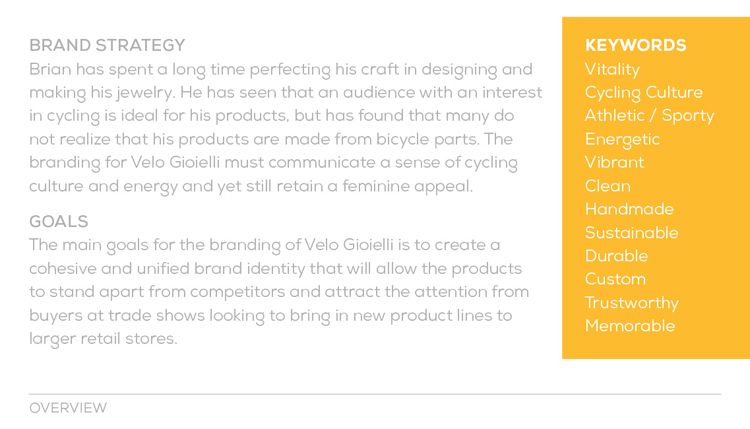 BRAND STRATEGY
Brian has spent a long time perfecting his craft in designing and
making his jewelry. He has seen that an audience with an interest
in cycling is ideal for his products, but has found that many do
not realize that his products are made from bicycle parts. The
branding for Velo Gioielli must communicate a sense of cycling
culture and energy and yet still retain a feminine appeal.
GOALS
The main goals for the branding of Velo Gioielli is to create a
cohesive and unified brand identity that will allow the products
to stand apart from competitors and attract the attention from
buyers at trade shows looking to bring in new product lines to
larger retail stores.
KEYWORDS
Vitality
Cycling Culture
Athletic / Sporty
Energetic
Vibrant
Clean
Handmade
Sustainable
Durable
Custom
Trustworthy
Memorable
OVERVIEW